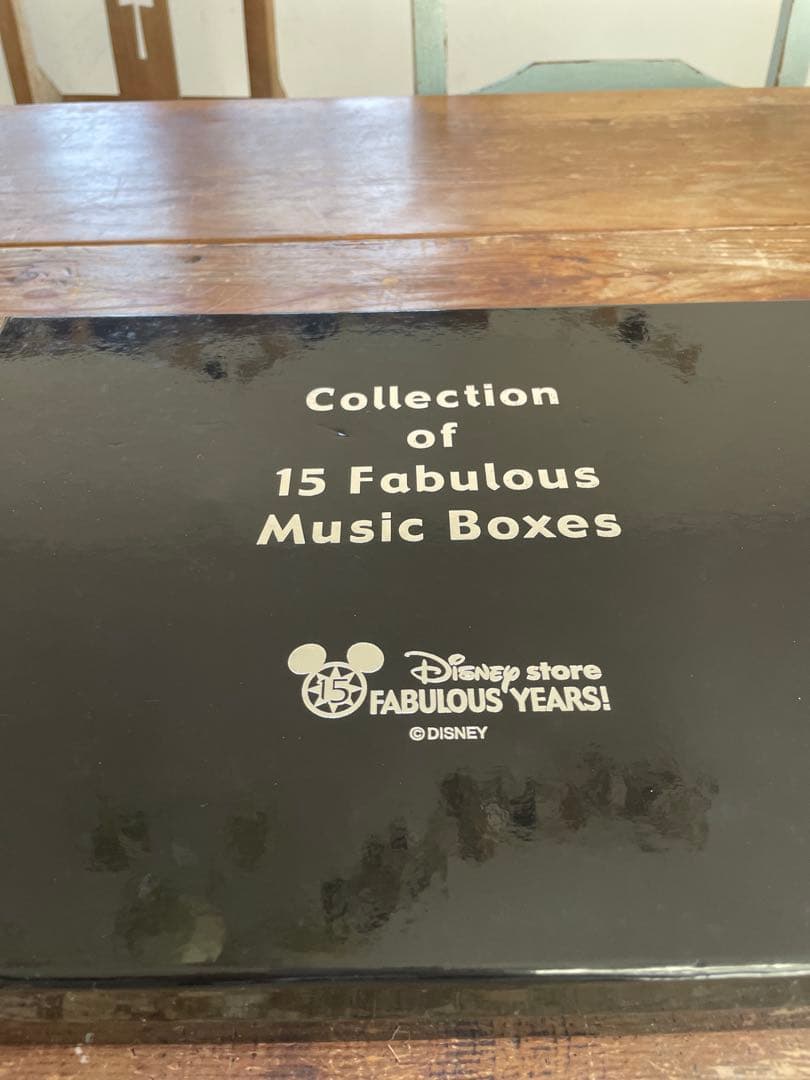 Collection
of
15 Fabulous
Music Boxes
15
Disney store
FABULOUS YEARS!
©DISNEY